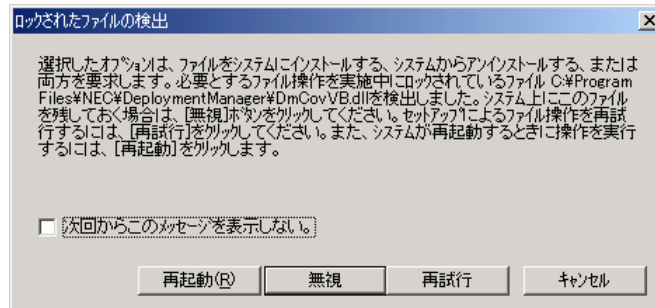 ロックされたファイルの検出
選択したオプションは、ファイルをシステムにインストールする、システムからアンインストールする、または
両方を要求します。必要とするファイル操作を実施中にロックされているファイル C:¥Program
Files¥NEC¥DeploymentManager¥DmCovVB.dllを検出しました。システム上にこのファイル
を残しておく場合は、[無視]ボタンをクリックしてください。セットアップによるファイル操作を再試
行するには、[再試行]をクリックしてください。また、システムが再起動するときに操作を実行
するには、[再起動]をクリックします。
次回からこのメッセージを表示しない。
再起動(R) 無視 再試行 キャンセル